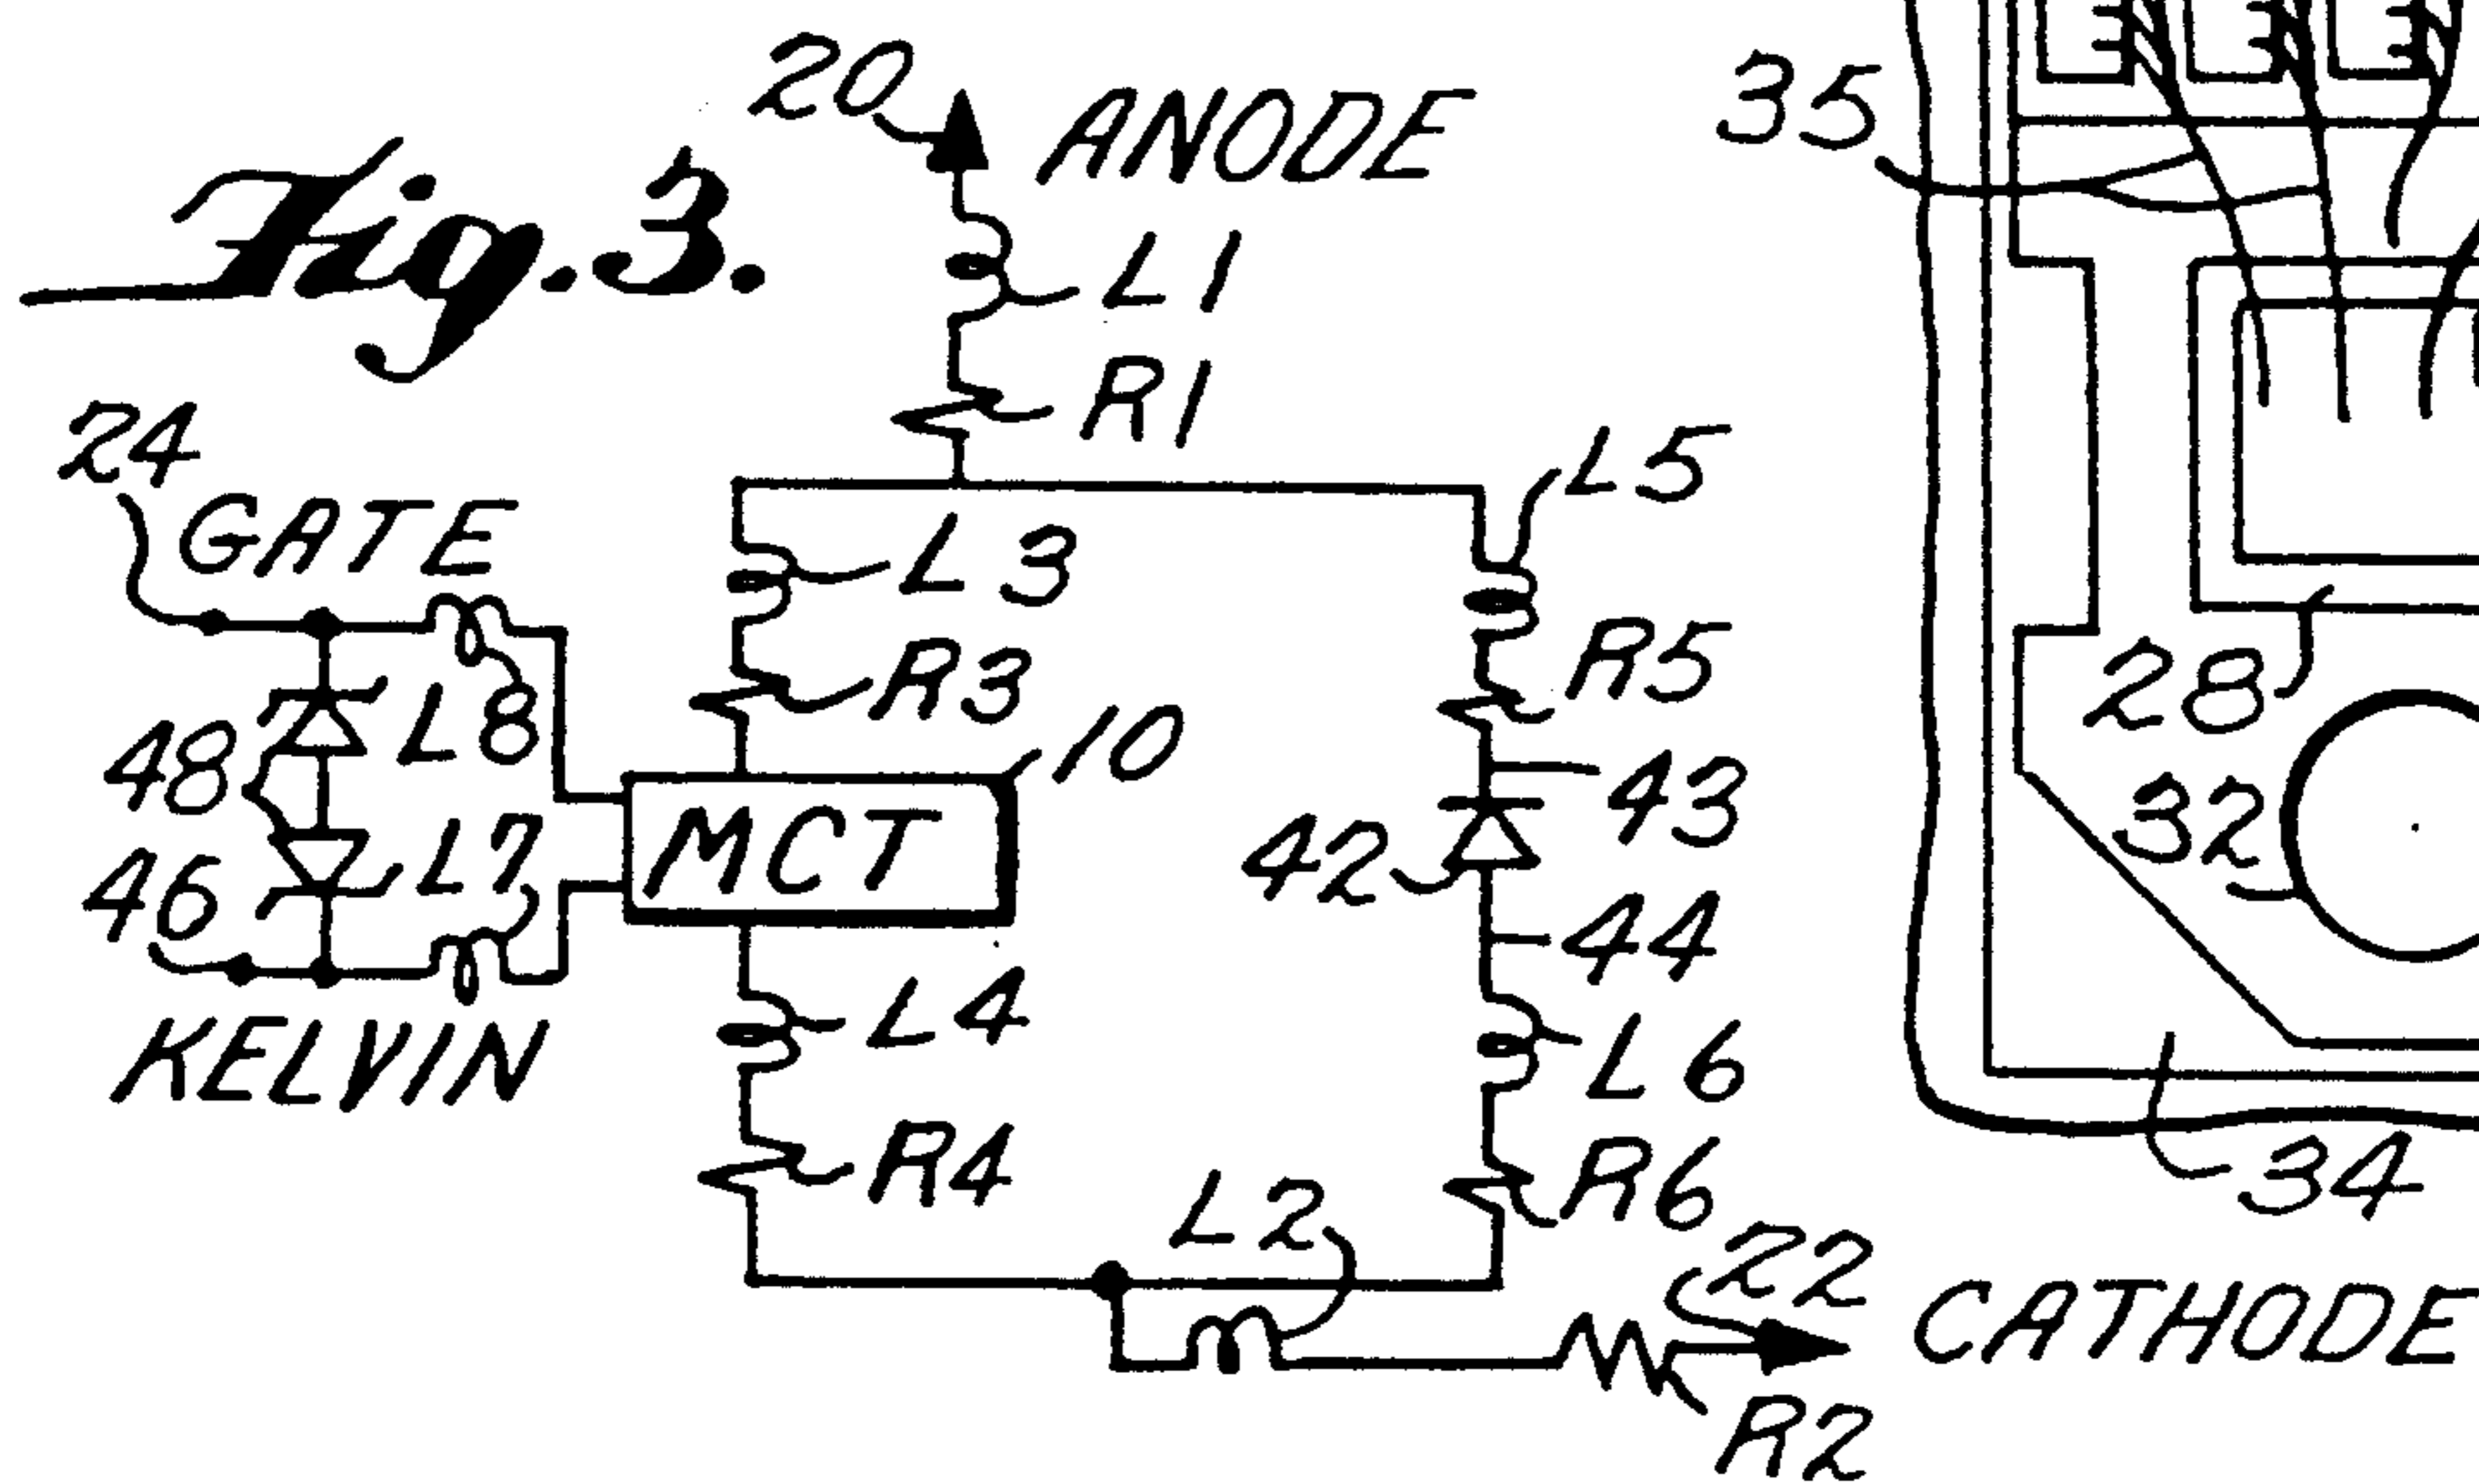 Fig. 3.
20
ANODE
L1
R1
24
GATE
L8
48
L7
46
KELVIN
L3
R3
10
MCT
L4
R4
L5
R5
43
42
44
L6
R6
L2
22
CATHODE
R2
35
28
32
34